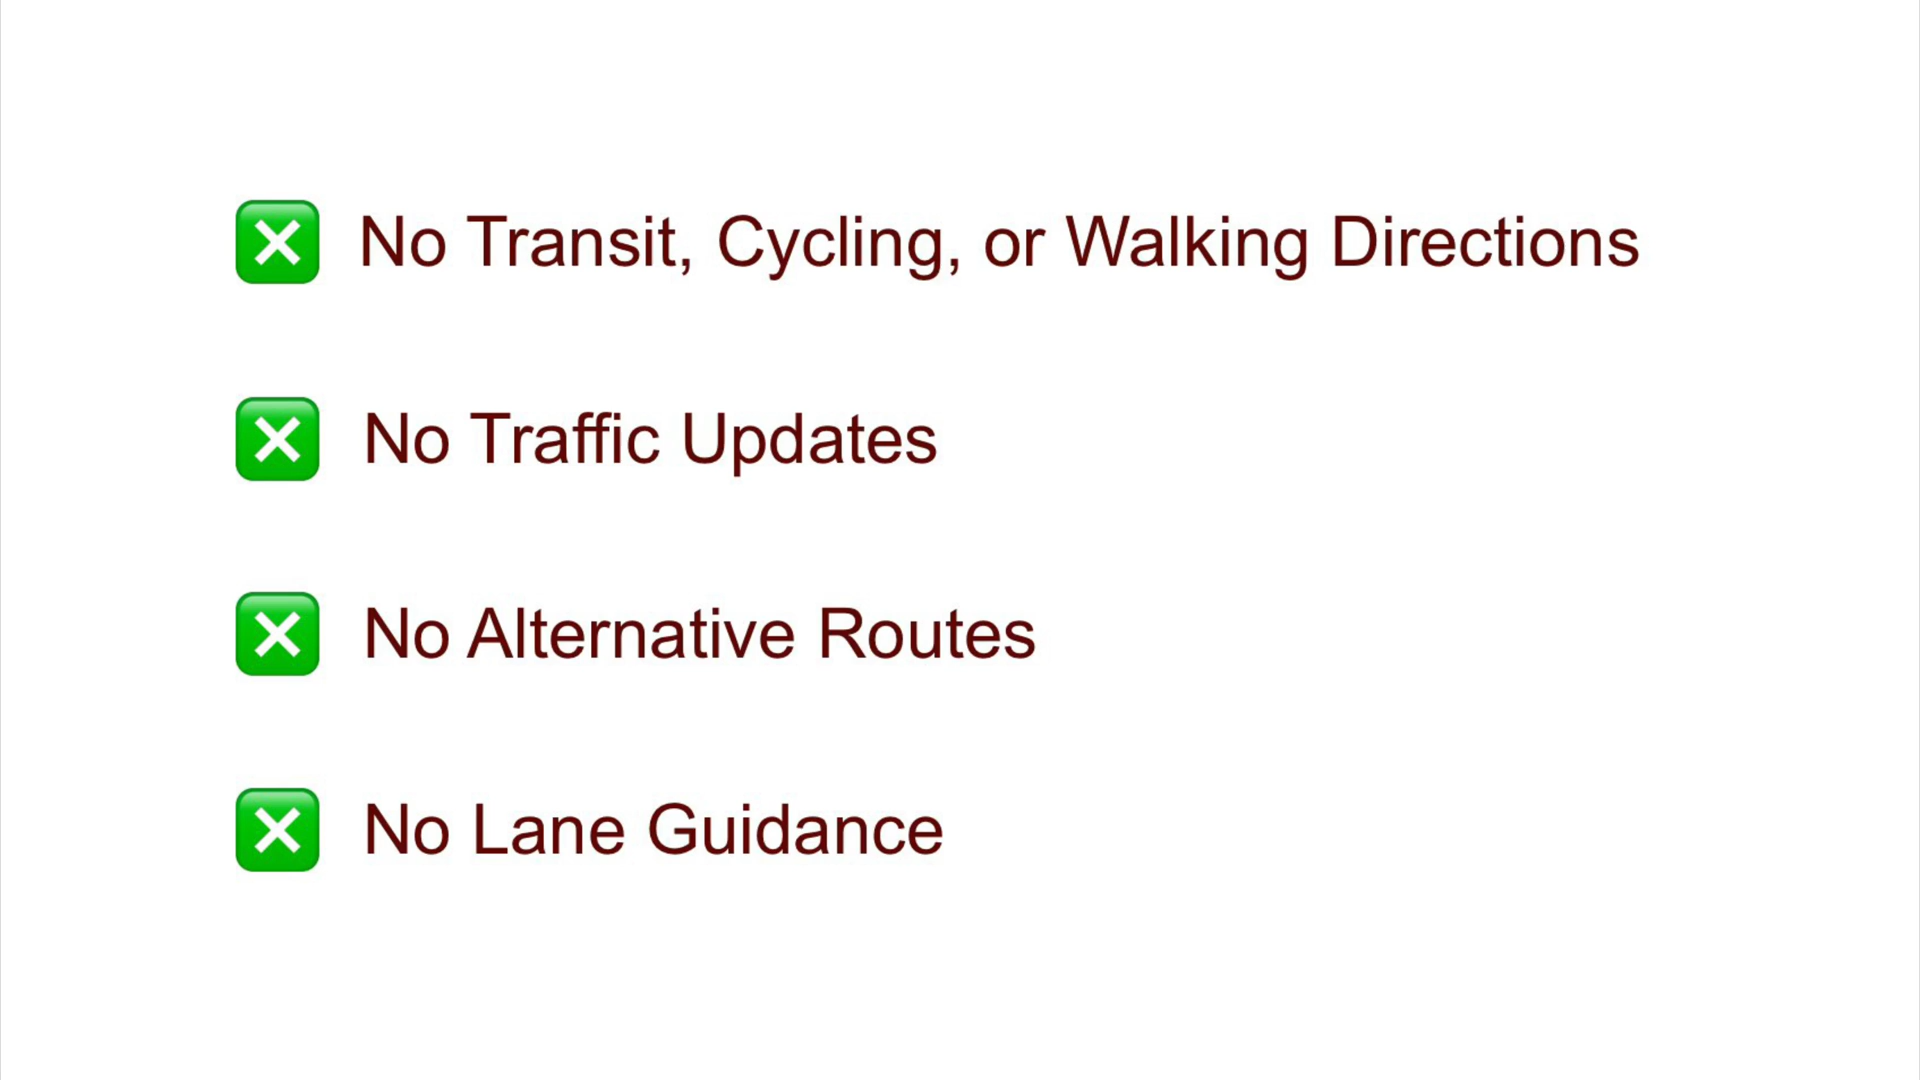 ❎ No Transit, Cycling, or Walking Directions
❎ No Traffic Updates
❎ No Alternative Routes
❎ No Lane Guidance